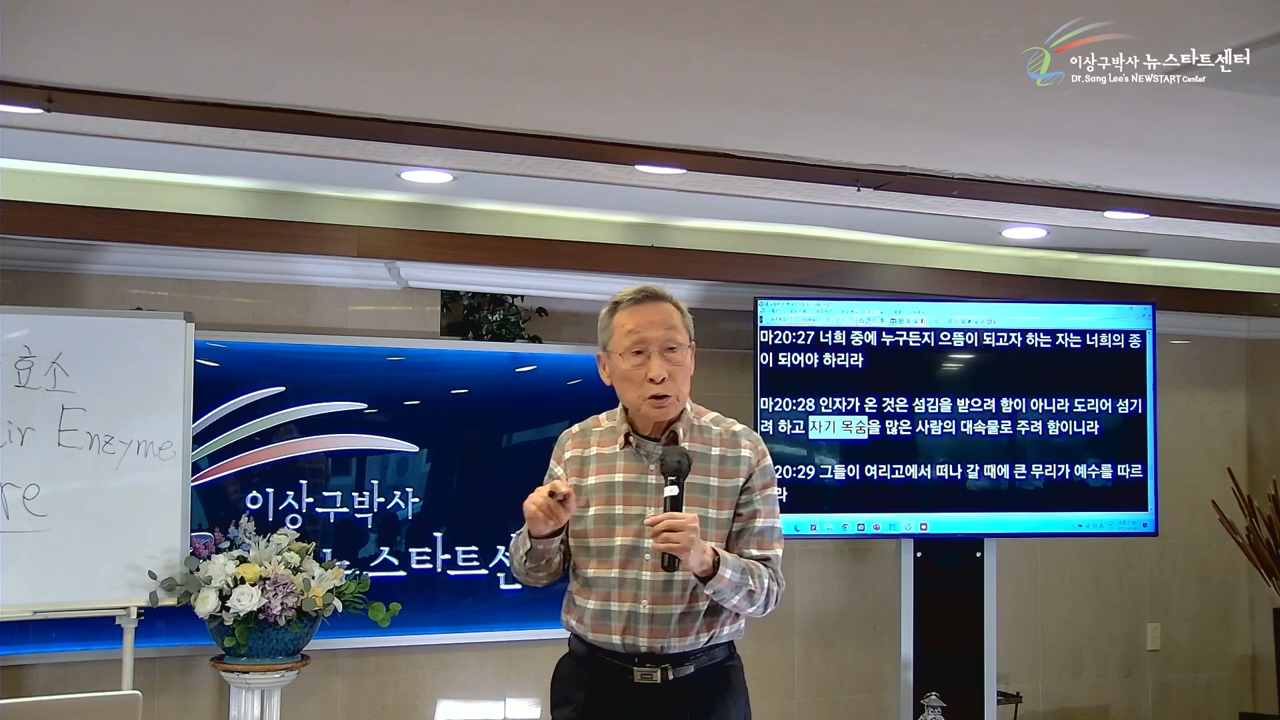 이상구박사 뉴스타트센터
Dr. Sang Lee's NEWSTART Center
효소
Enzyme
이상구박사
뉴스타트센
마20:27 너희 중에 누구든지 으뜸이 되고자 하는 자는 너희의 종
이 되어야 하리라
마20:28 인자가 온 것은 섬김을 받으려 함이 아니라 도리어 섬기
려 하고 자기 목숨을 많은 사람의 대속물로 주려 함이니라
20:29 그들이 여리고에서 떠나 갈 때에 큰 무리가 예수를 따르
라